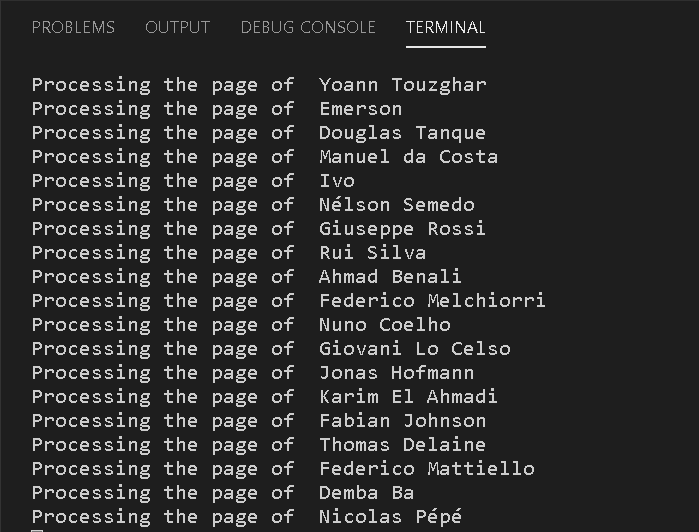 PROBLEMS OUTPUT DEBUG CONSOLE TERMINAL
Processing the page of  Yoann Touzghar
Processing the page of  Emerson
Processing the page of  Douglas Tanque
Processing the page of  Manuel da Costa
Processing the page of  Ivo
Processing the page of  Nélson Semedo
Processing the page of  Giuseppe Rossi
Processing the page of  Rui Silva
Processing the page of  Ahmad Benali
Processing the page of  Federico Melchiorri
Processing the page of  Nuno Coelho
Processing the page of  Giovani Lo Celso
Processing the page of  Jonas Hofmann
Processing the page of  Karim El Ahmadi
Processing the page of  Fabian Johnson
Processing the page of  Thomas Delaine
Processing the page of  Federico Mattiello
Processing the page of  Demba Ba
Processing the page of  Nicolas Pépé